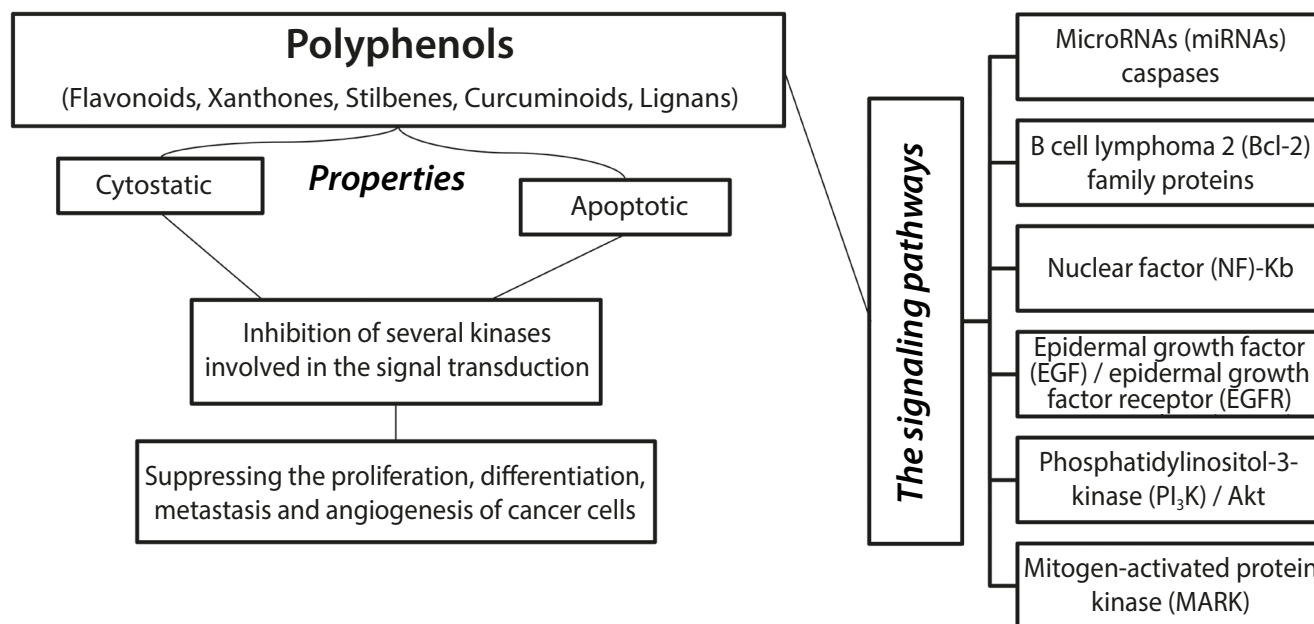 Polyphenols
(Flavonoids, Xanthones, Stilbenes, Curcuminoids, Lignans)
Properties
Cytostatic
Apoptotic
Inhibition of several kinases
involved in the signal transduction
Suppressing the proliferation, differentiation,
metastasis and angiogenesis of cancer cells
The signaling pathways
MicroRNAs (miRNAs)
caspases
B cell lymphoma 2 (Bcl-2)
family proteins
Nuclear factor (NF)-Kb
Epidermal growth factor
(EGF) / epidermal growth
factor receptor (EGFR)
Phosphatidylinositol-3-
kinase (PI₃K) / Akt
Mitogen-activated protein
kinase (MARK)